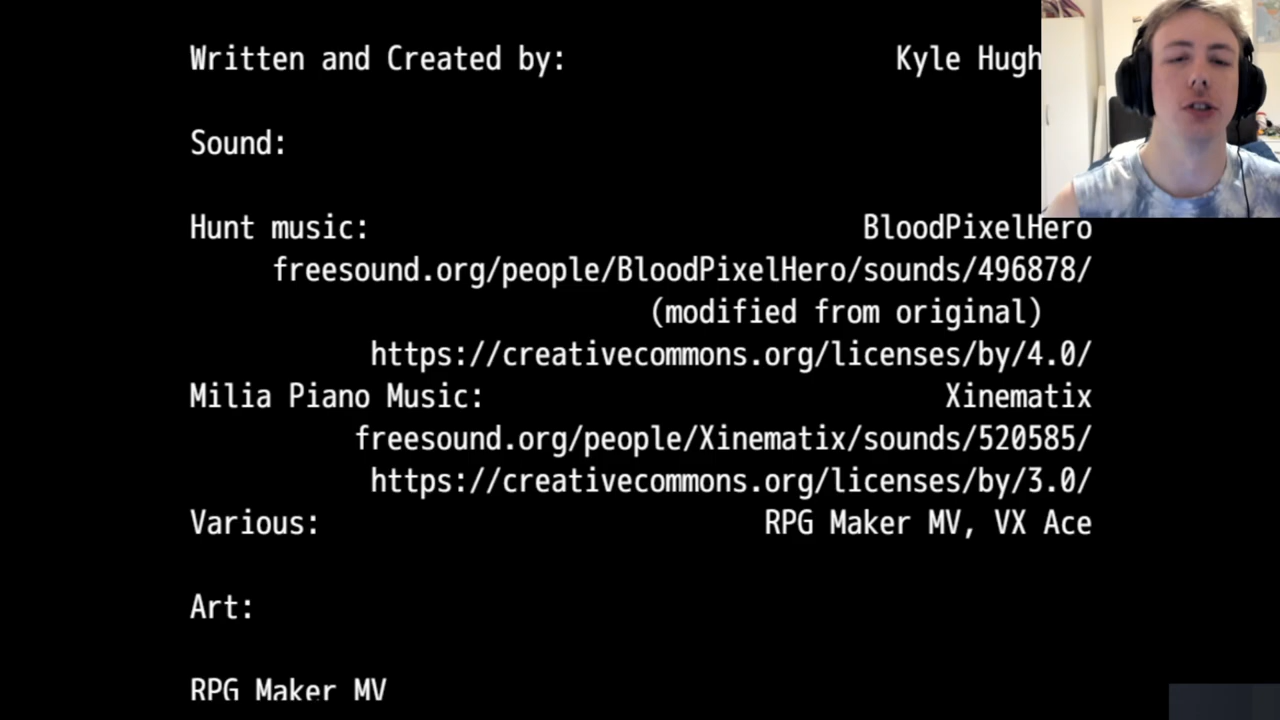 Written and Created by: Kyle
Sound:
Hunt music: BloodPixelHero
freesound.org/people/BloodPixelHero/sounds/496878/
(modified from original)
https://creativecommons.org/licenses/by/4.0/
Milia Piano Music: Xinematix
freesound.org/people/Xinematix/sounds/520585/
https://creativecommons.org/licenses/by/3.0/
Various: RPG Maker MV, VX Ace
Art:
RPG Maker MV